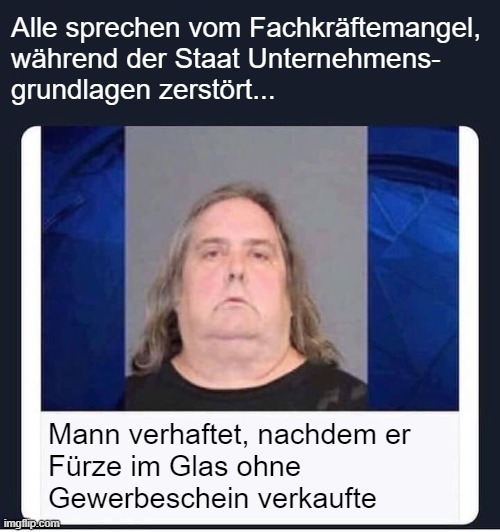 Alle sprechen vom Fachkräftemangel,
während der Staat Unternehmens-
grundlagen zerstört...
Mann verhaftet, nachdem er
Fürze im Glas ohne
Gewerbeschein verkaufte
imgflip.com